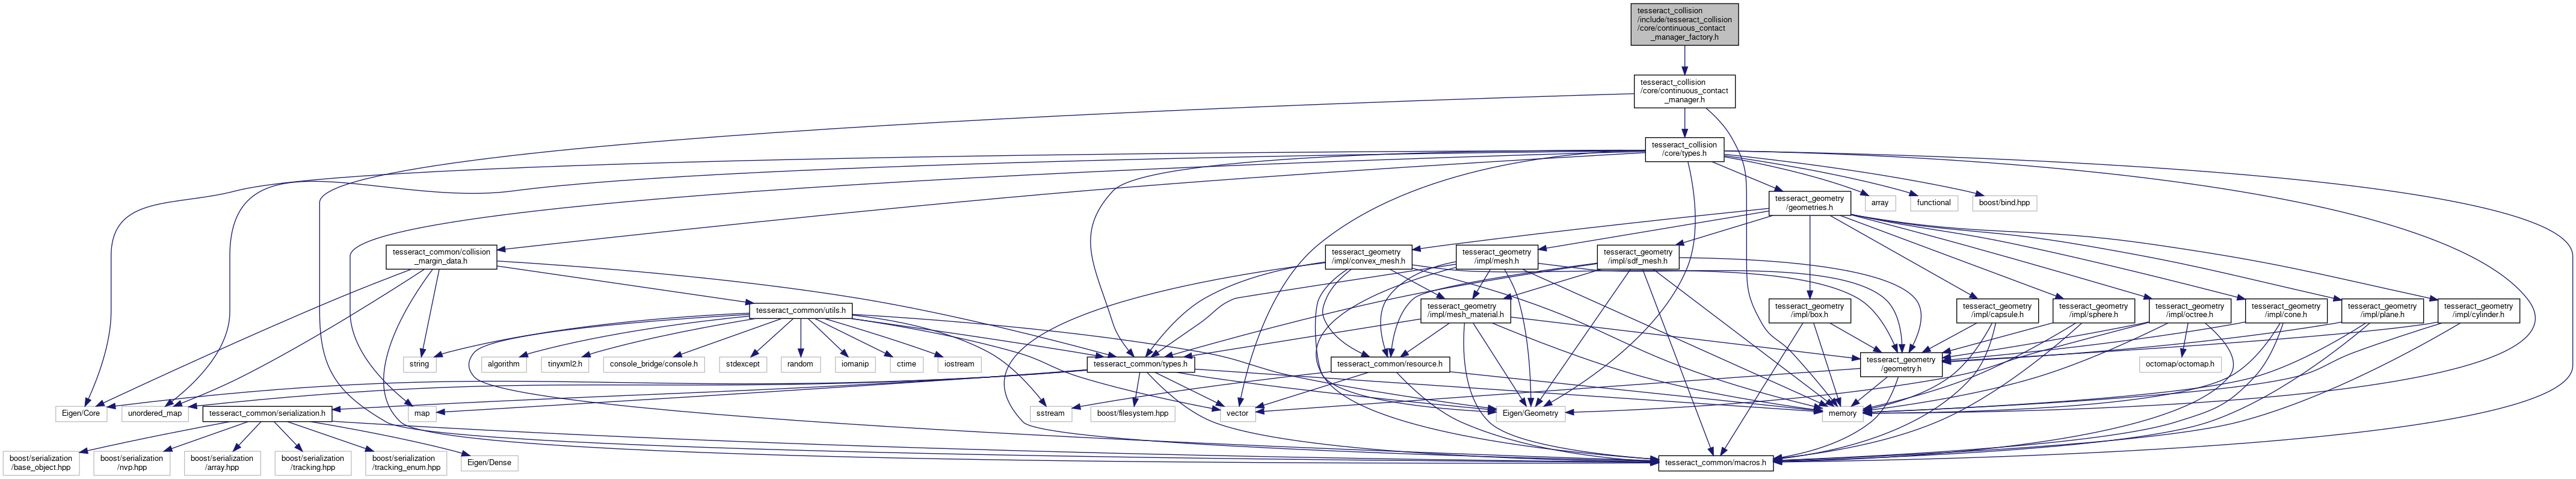 tesseract_collision
/include/tesseract_collision
/core/continuous_contact
_manager_factory.h
tesseract_collision
/core/continuous_contact
_manager.h
tesseract_collision
/core/types.h
tesseract_geometry
/geometries.h
array
functional
boost/bind.hpp
tesseract_common/collision
_margin_data.h
tesseract_geometry
/impl/convex_mesh.h
tesseract_geometry
/impl/mesh.h
tesseract_geometry
/impl/sdf_mesh.h
tesseract_common/utils.h
tesseract_geometry
/impl/mesh_material.h
tesseract_geometry
/impl/box.h
tesseract_geometry
/impl/capsule.h
tesseract_geometry
/impl/sphere.h
tesseract_geometry
/impl/octree.h
tesseract_geometry
/impl/cone.h
tesseract_geometry
/impl/plane.h
tesseract_geometry
/impl/cylinder.h
string
algorithm
tinyxml2.h
console_bridge/console.h
stdexcept
random
iomanip
ctime
iostream
tesseract_common/types.h
tesseract_common/resource.h
tesseract_geometry
/geometry.h
octomap/octomap.h
Eigen/Core
unordered_map
tesseract_common/serialization.h
map
sstream
boost/filesystem.hpp
vector
Eigen/Geometry
memory
boost/serialization
/base_object.hpp
boost/serialization
/nvp.hpp
boost/serialization
/array.hpp
boost/serialization
/tracking.hpp
boost/serialization
/tracking_enum.hpp
Eigen/Dense
tesseract_common/macros.h